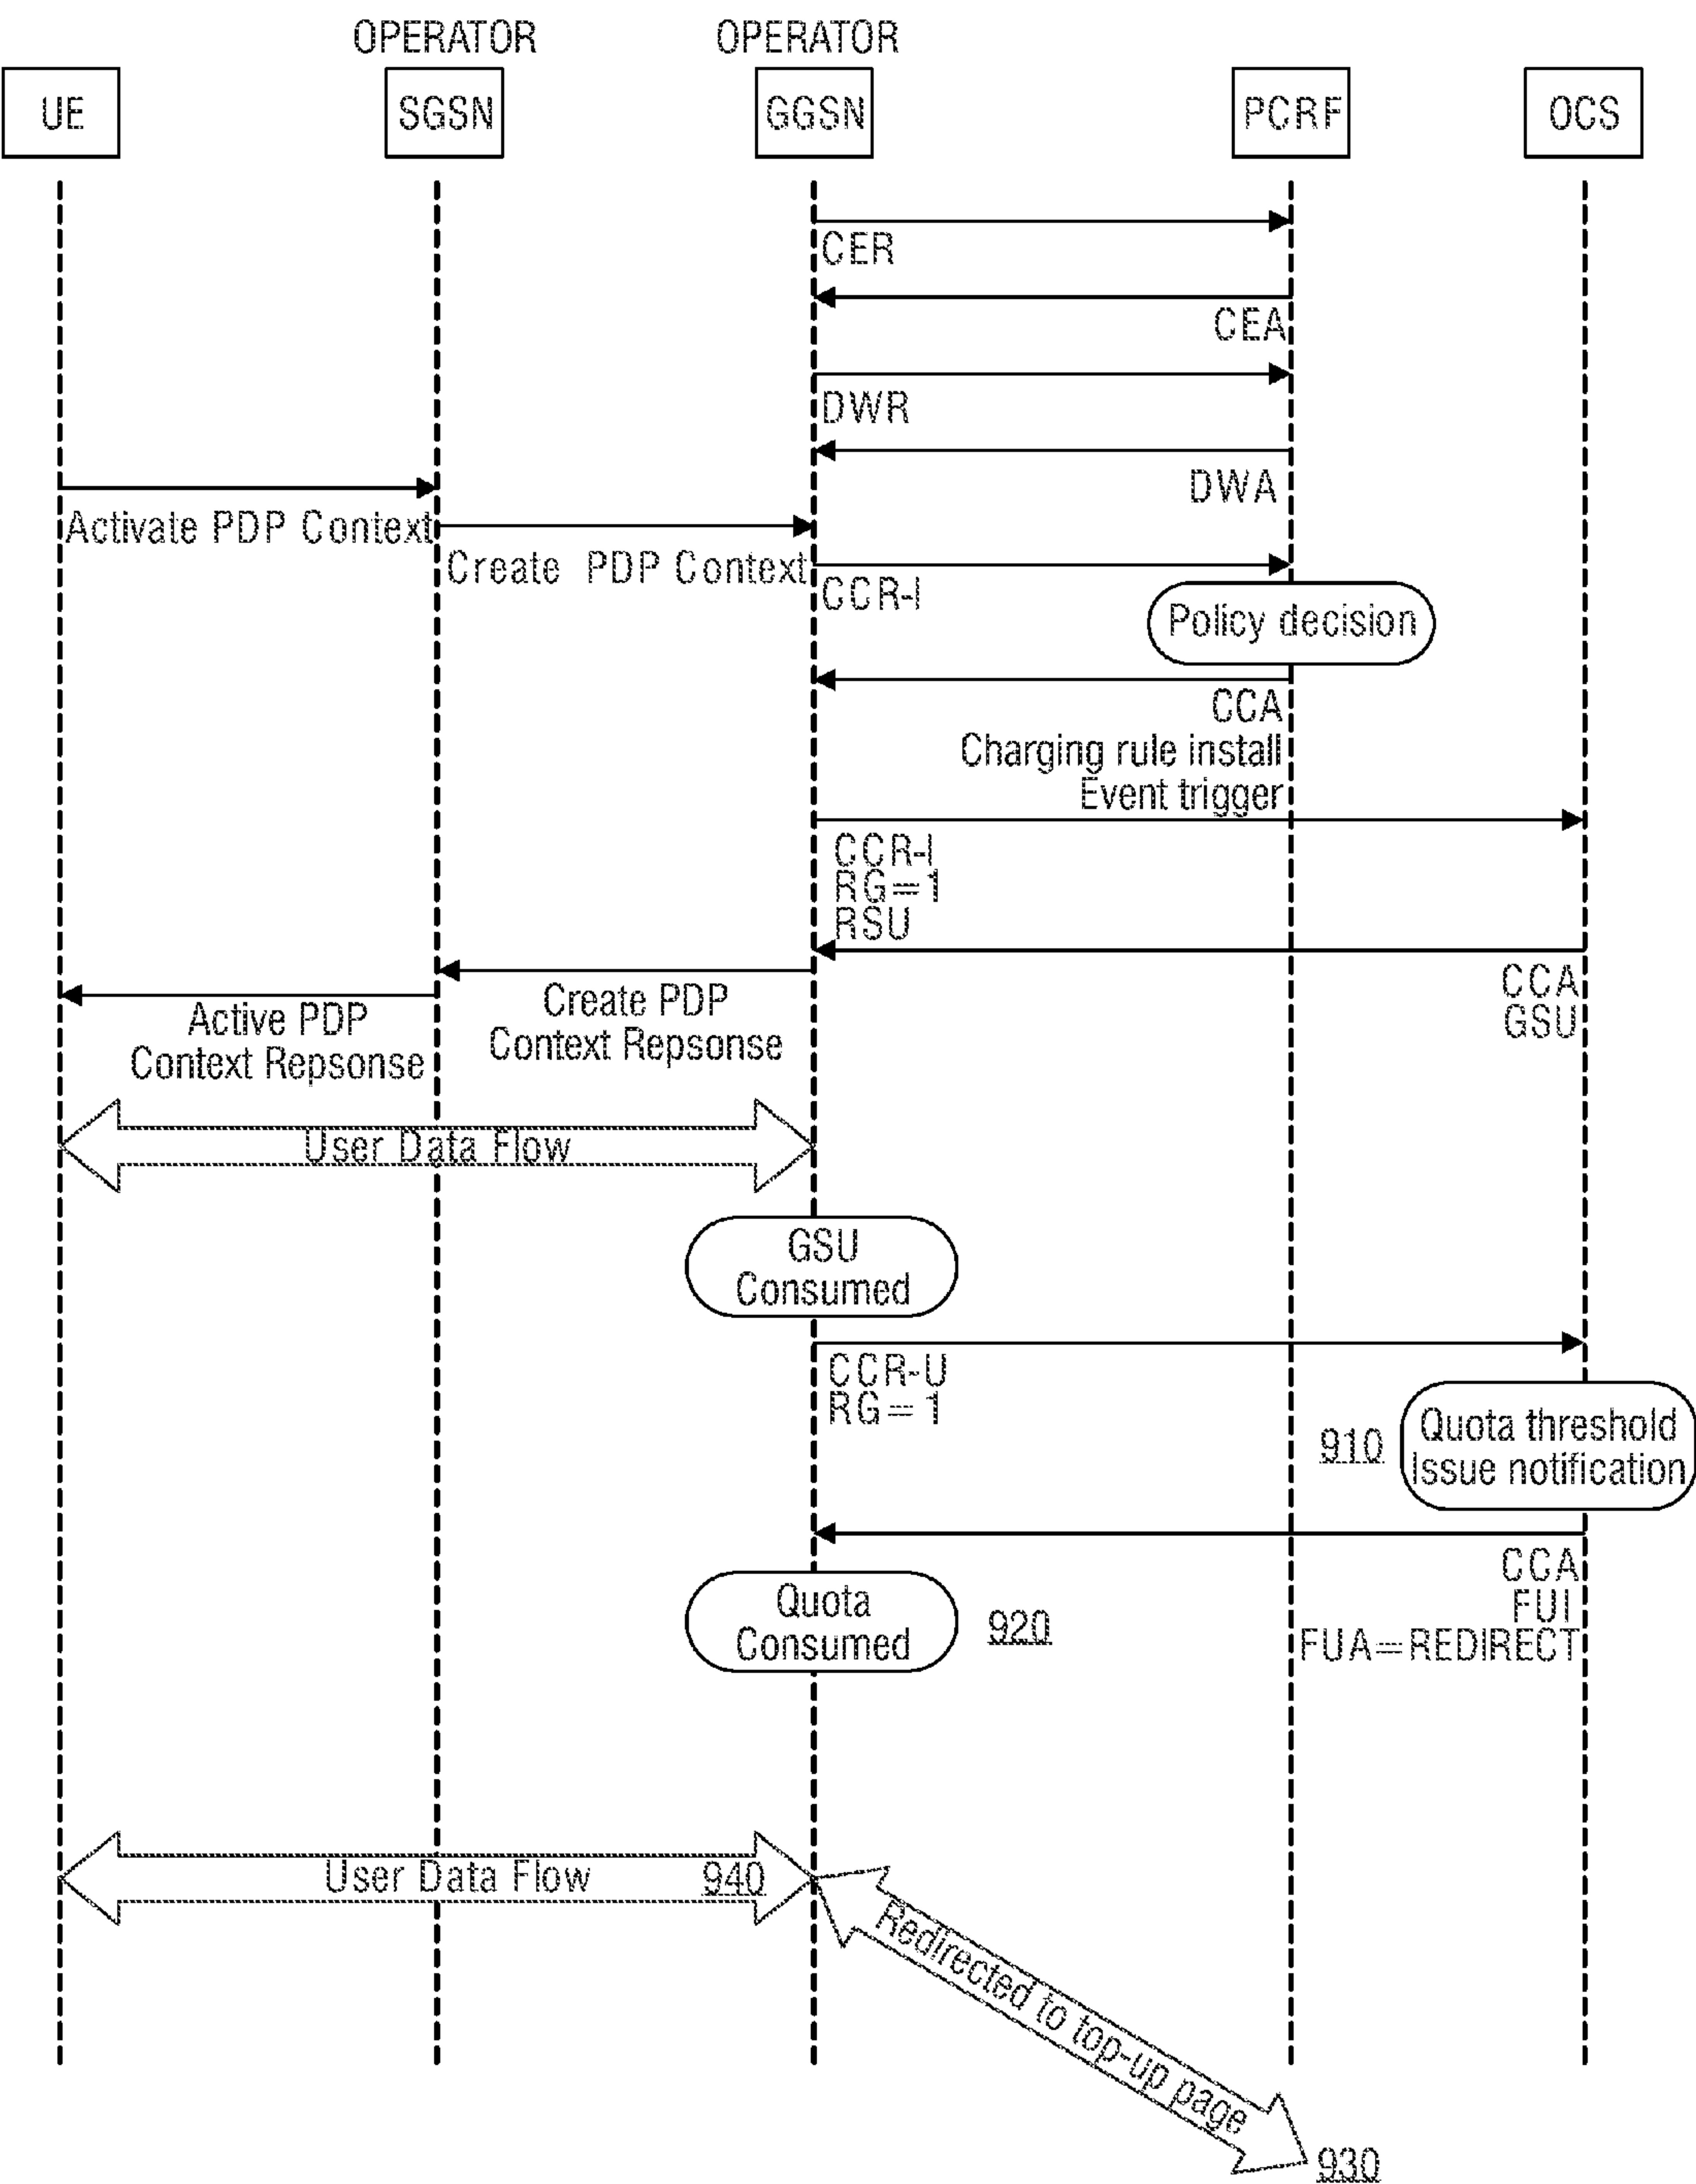 OPERATOR OPERATOR
UE SGSN GGSN PCRF OCS
CER
CEA
DWR
DWA
Activate PDP Context
Create PDP Context
CCR-I
Policy decision
CCA
Charging rule install
Event trigger
CCR-I
RG=1
RSU
CCA
GSU
Create PDP
Context Repsonse
Active PDP
Context Repsonse
User Data Flow
GSU
Consumed
CCR-U
RG=1
910
Quota threshold
Issue notification
CCA
FUI
FUA=REDIRECT
Quota
Consumed
920
User Data Flow
940
Redirected to top-up page
930